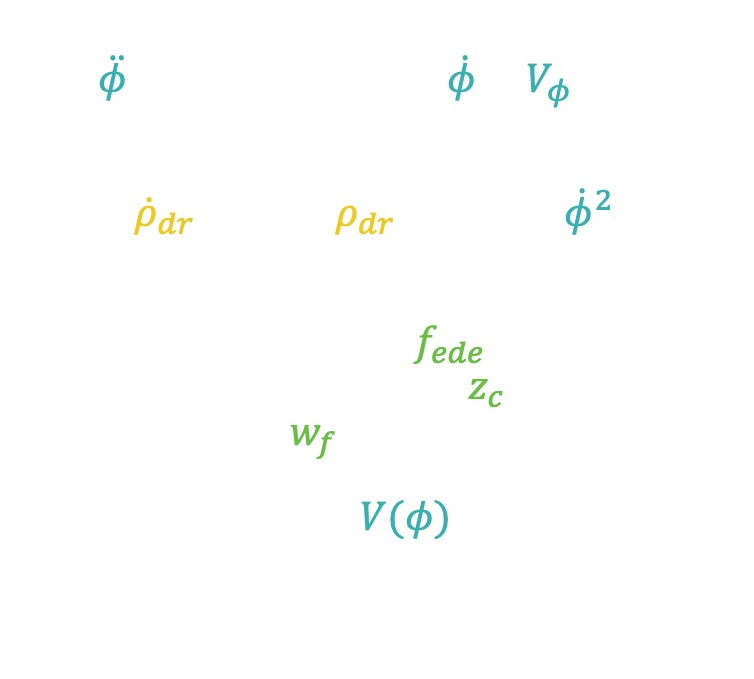 ϕ̈ ϕ̇ V_ϕ
ρ̇_dr ρ_dr ϕ̇²
f_ede
z_c
w_f
V(ϕ)